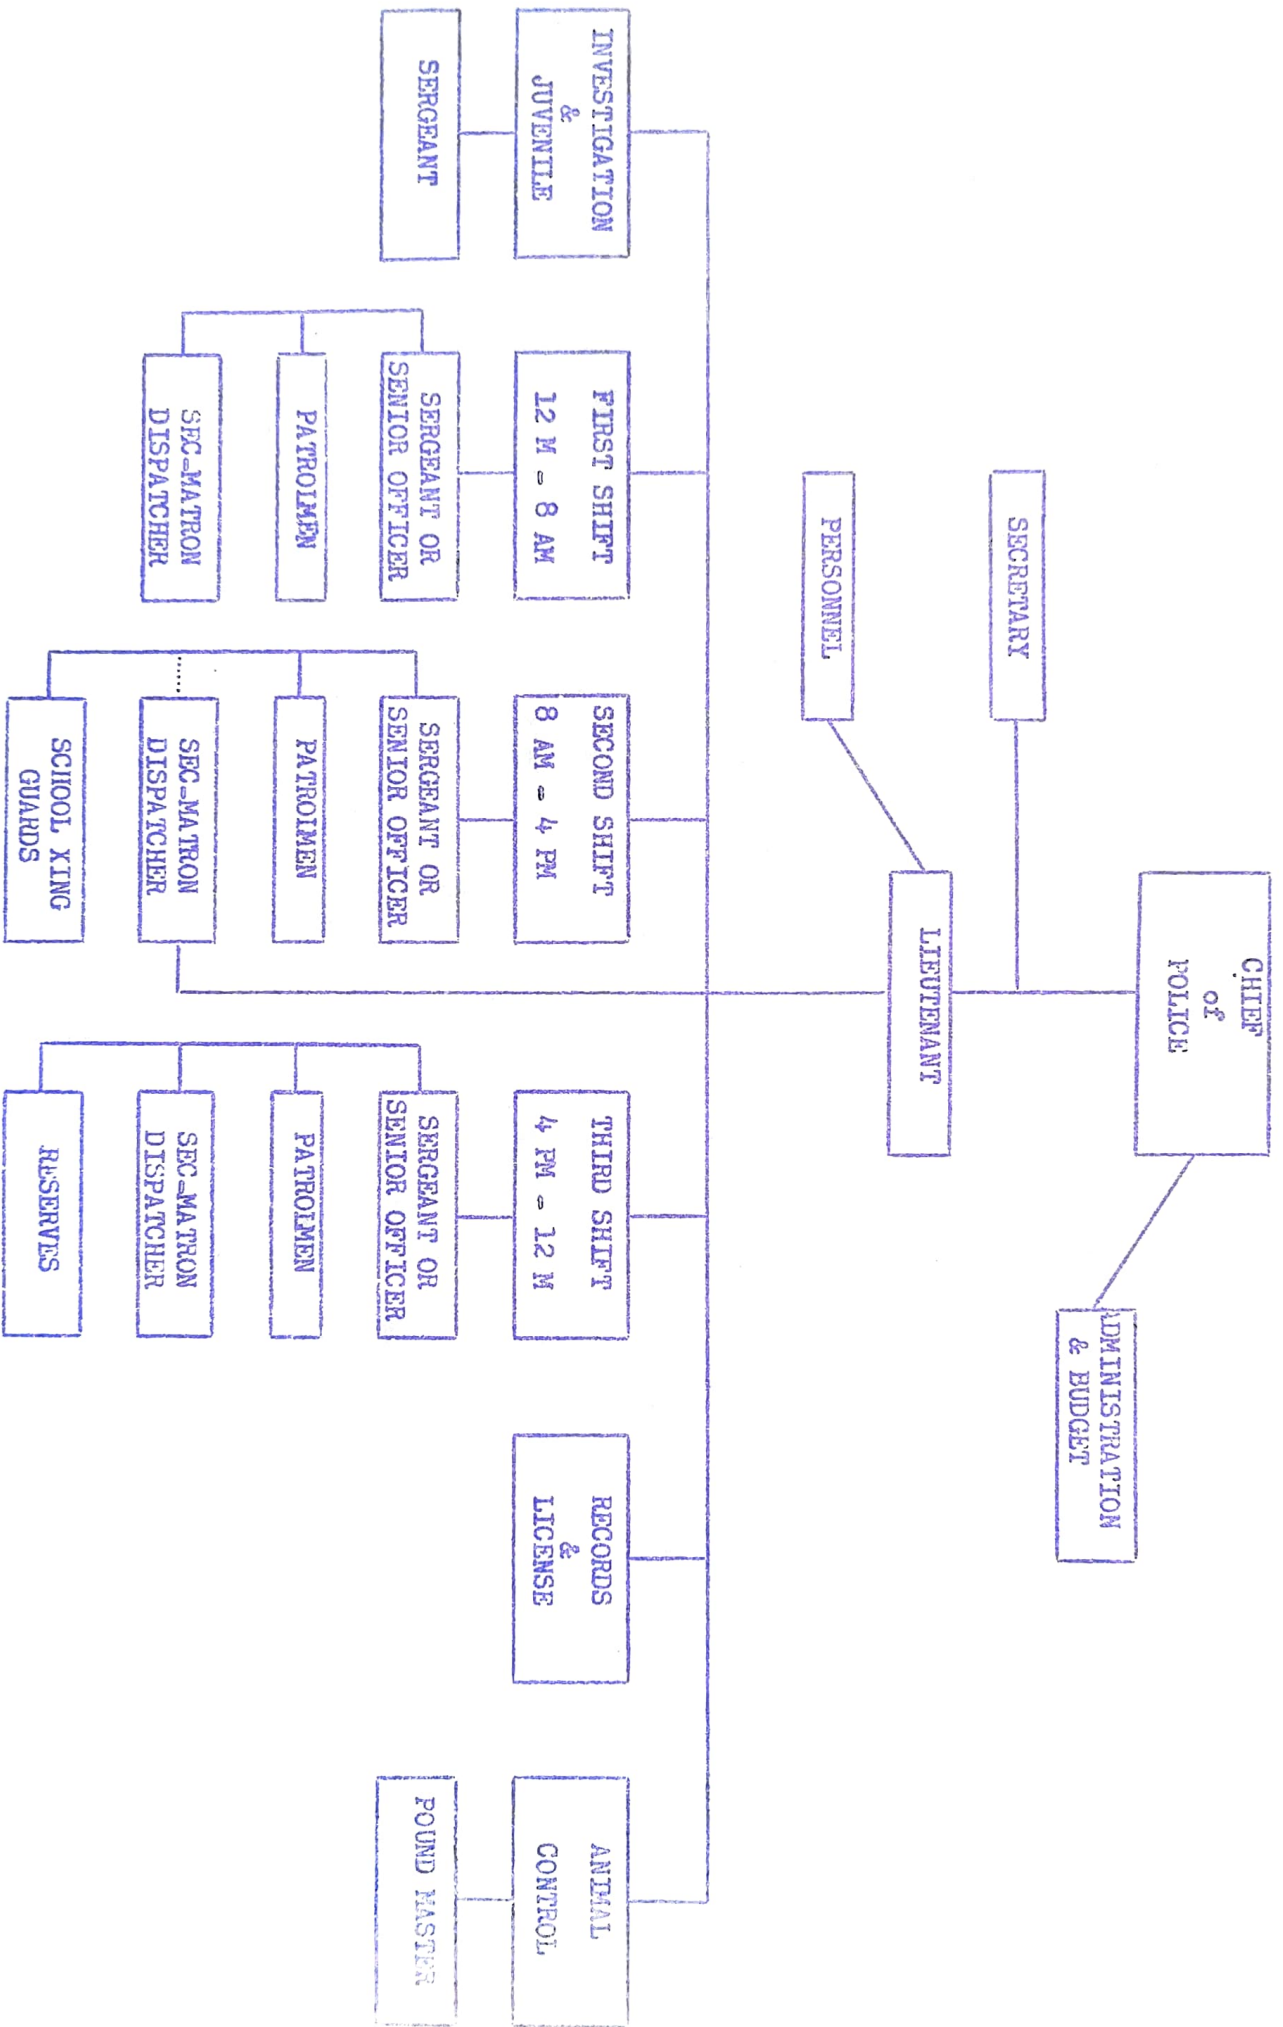 CHIEF
of
POLICE
ADMINISTRATION
& BUDGET
SECRETARY
LIEUTENANT
PERSONNEL
INVESTIGATION
&
JUVENILE
SERGEANT
FIRST SHIFT
12 M - 8 AM
SERGEANT OR
SENIOR OFFICER
PATROLMEN
SEC-MATRON
DISPATCHER
SECOND SHIFT
8 AM - 4 PM
SERGEANT OR
SENIOR OFFICER
PATROLMEN
SEC-MATRON
DISPATCHER
SCHOOL XING
GUARDS
THIRD SHIFT
4 PM - 12 M
SERGEANT OR
SENIOR OFFICER
PATROLMEN
SEC-MATRON
DISPATCHER
RESERVES
RECORDS
&
LICENSE
ANIMAL
CONTROL
POUND MASTER